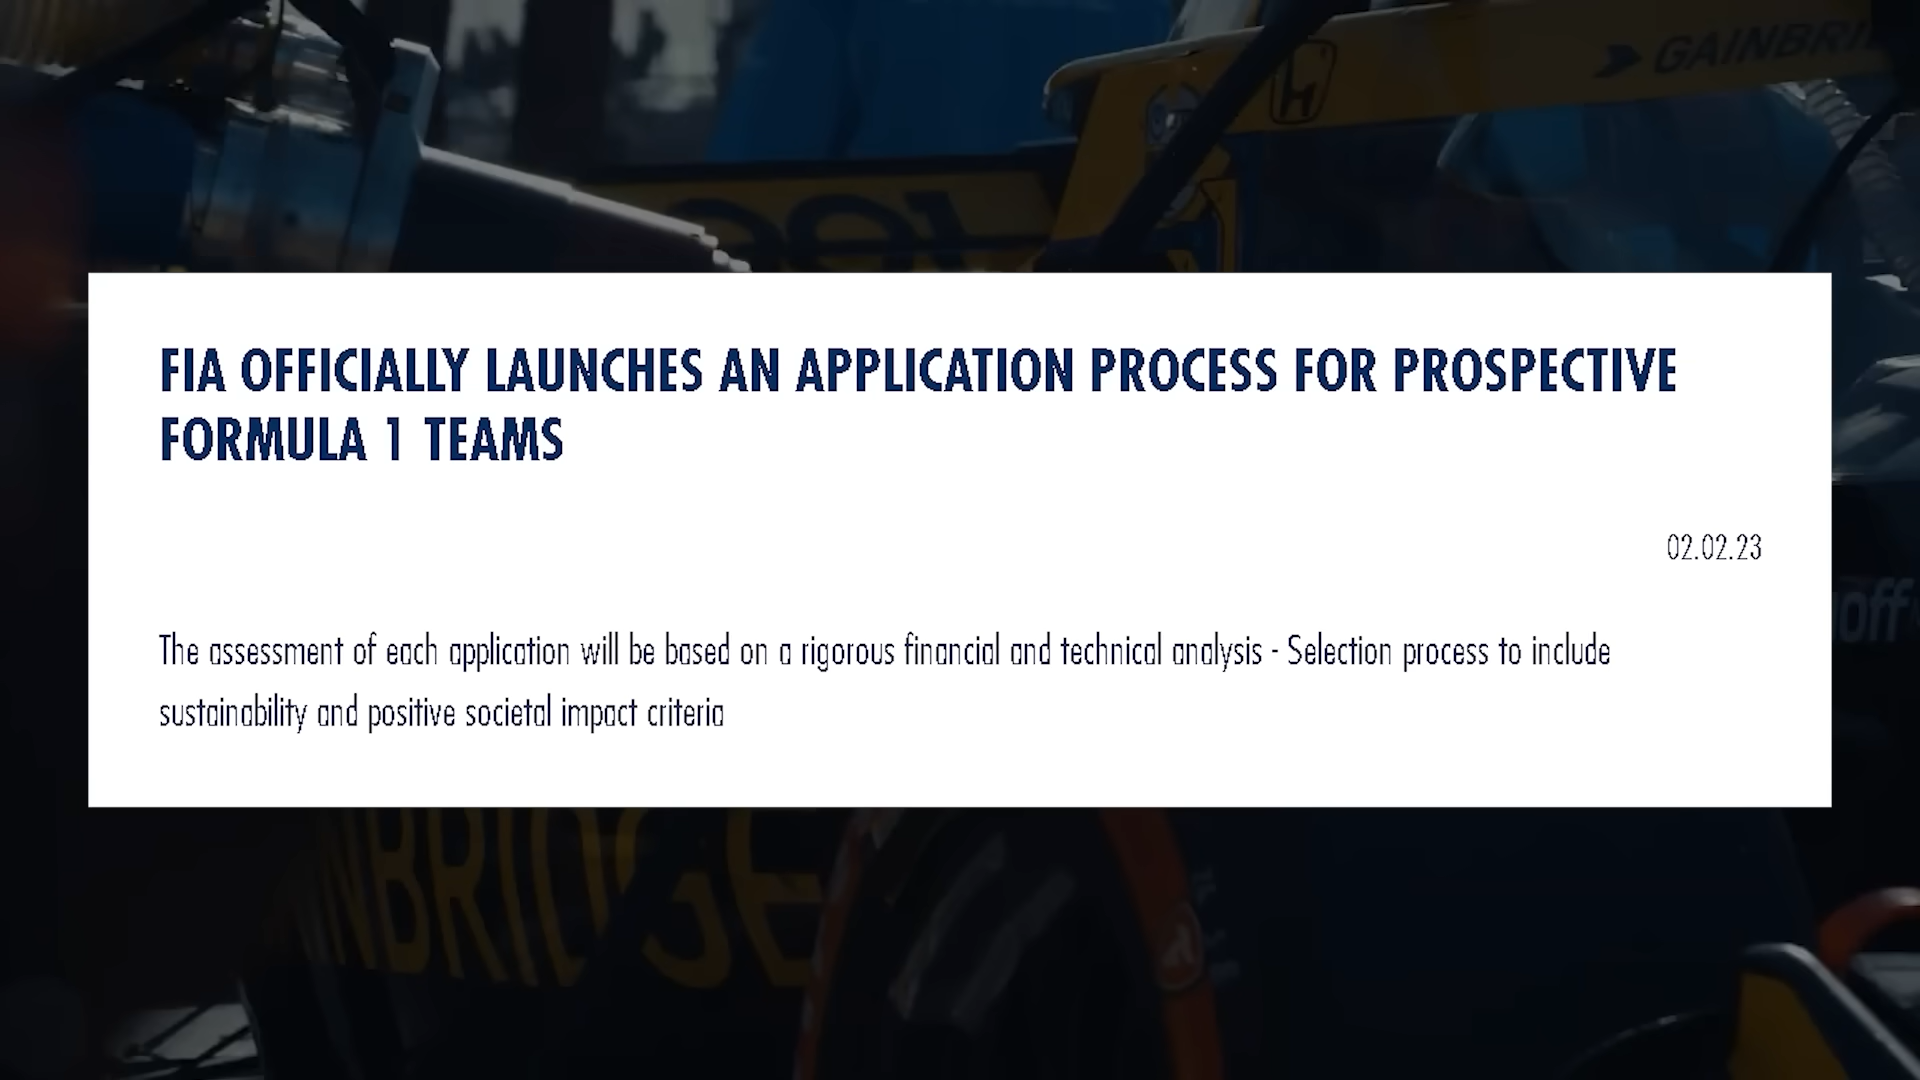 GAINBRI
FIA OFFICIALLY LAUNCHES AN APPLICATION PROCESS FOR PROSPECTIVE
FORMULA 1 TEAMS
02.02.23
The assessment of each application will be based on a rigorous financial and technical analysis - Selection process to include
sustainability and positive societal impact criteria
off
NBRIDGE